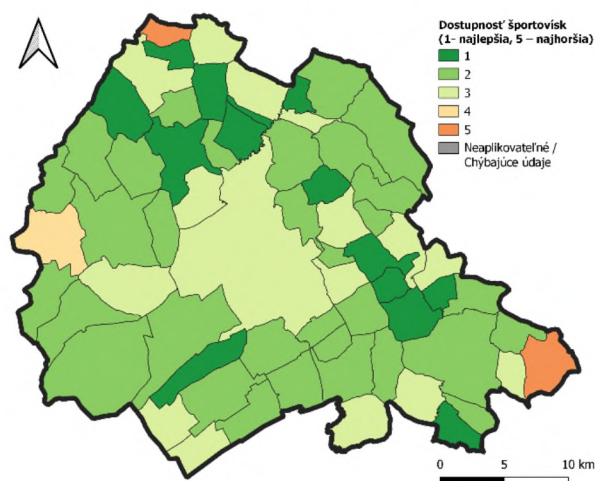 Dostupnosť športovísk
(1- najlepšia, 5 – najhoršia)
1
2
3
4
5
Neaplikovateľné /
Chýbajúce údaje
0 5 10 km